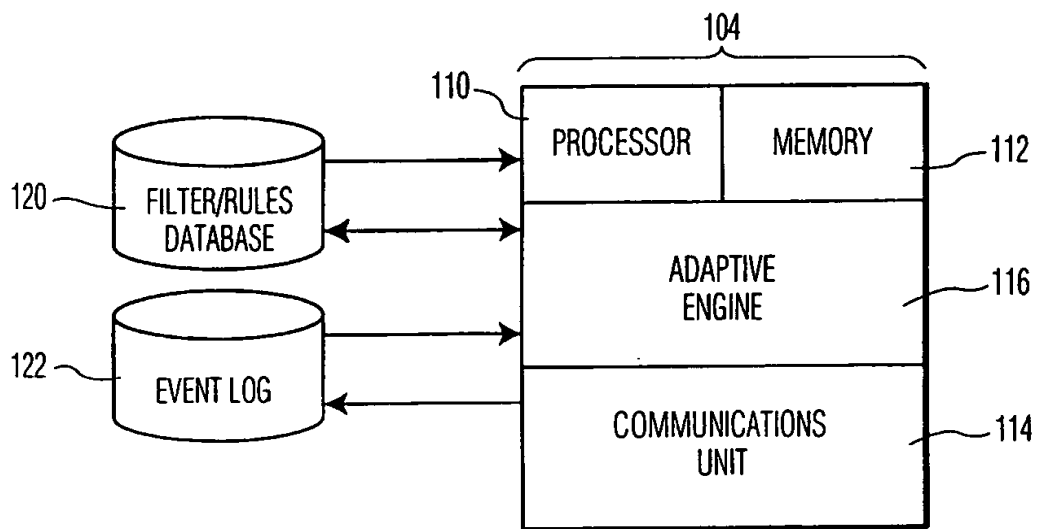 104
110
PROCESSOR
MEMORY
112
120
FILTER/RULES
DATABASE
ADAPTIVE
ENGINE
116
122
EVENT LOG
COMMUNICATIONS
UNIT
114